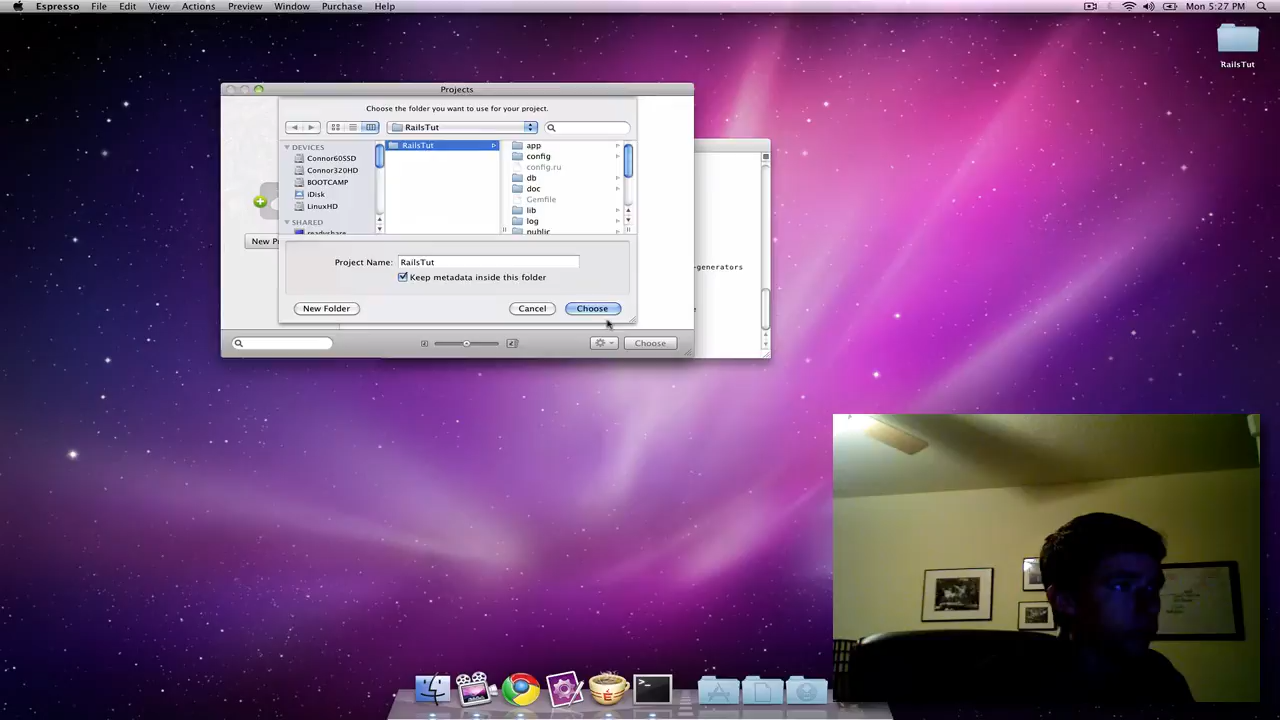 Espresso File Edit View Actions Preview Window Purchase Help Mon 5:27 PM
RailsTut
Projects
Choose the folder you want to use for your project.
RailsTut
DEVICES
Connor60SSD
Connor320HD
BOOTCAMP
iDisk
LinuxHD
SHARED
readyshare
RailsTut
app
config
config.ru
db
doc
Gemfile
lib
log
public
New P
-generators
Project Name: RailsTut
Keep metadata inside this folder
New Folder Cancel Choose
Choose